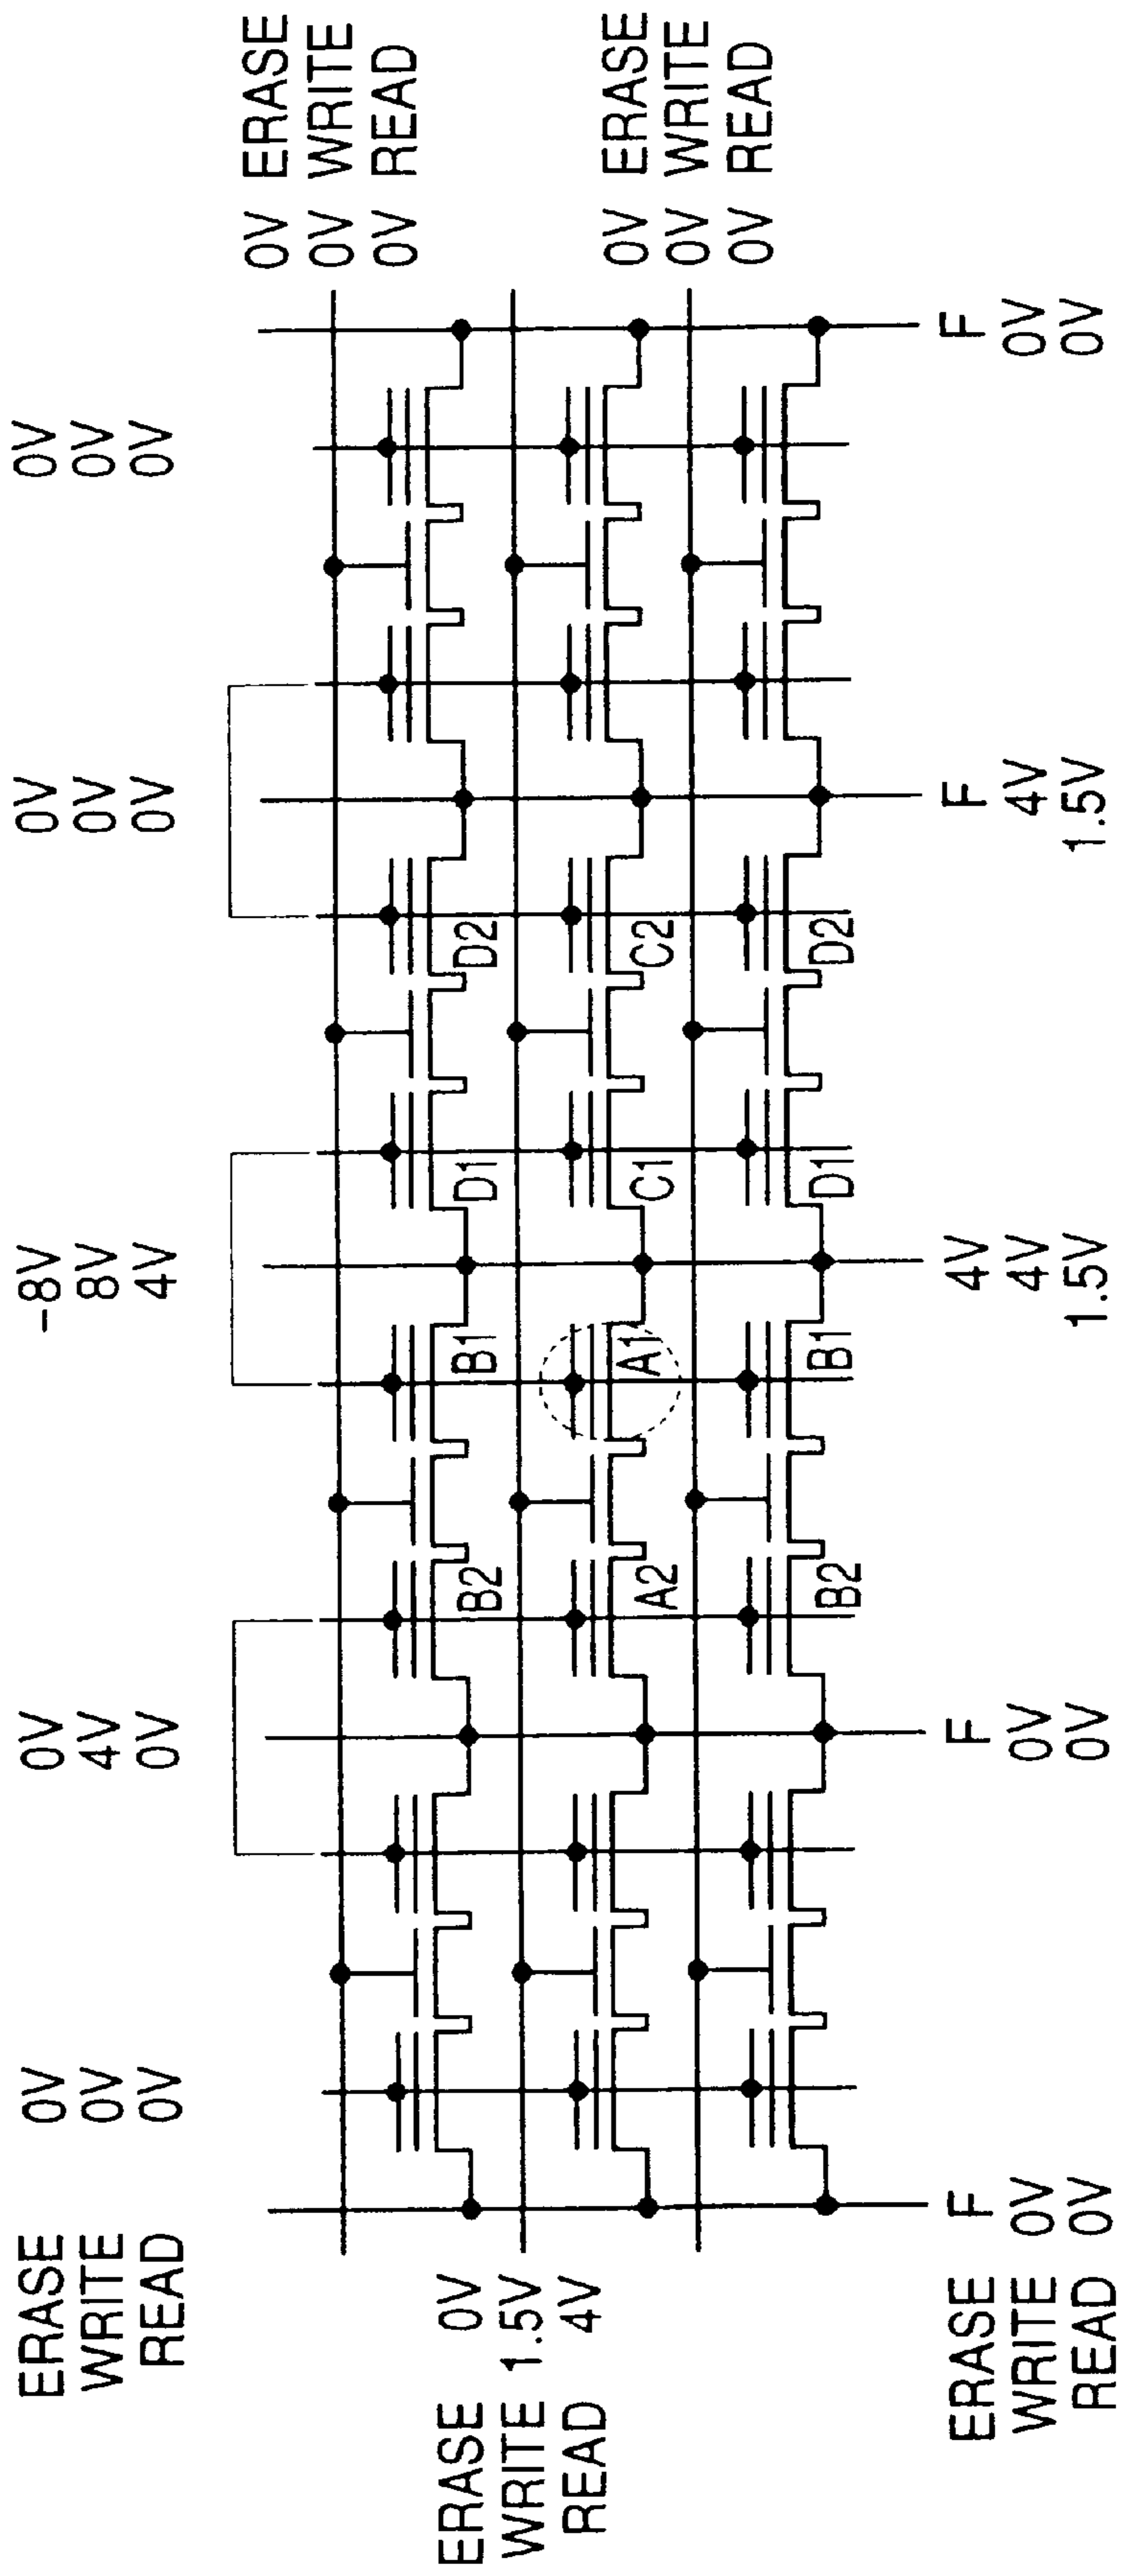 ERASE 0V 0V -8V 0V 0V
WRITE 0V 4V 8V 0V 0V
READ 0V 0V 4V 0V 0V
0V ERASE
0V WRITE
0V READ
B2 B1 D1 D2
ERASE 0V
WRITE 1.5V
READ 4V
A2 A1 C1 C2
0V ERASE
0V WRITE
0V READ
B2 B1 D1 D2
ERASE F F 4V F F
WRITE 0V 0V 4V 4V 0V
READ 0V 0V 1.5V 1.5V 0V